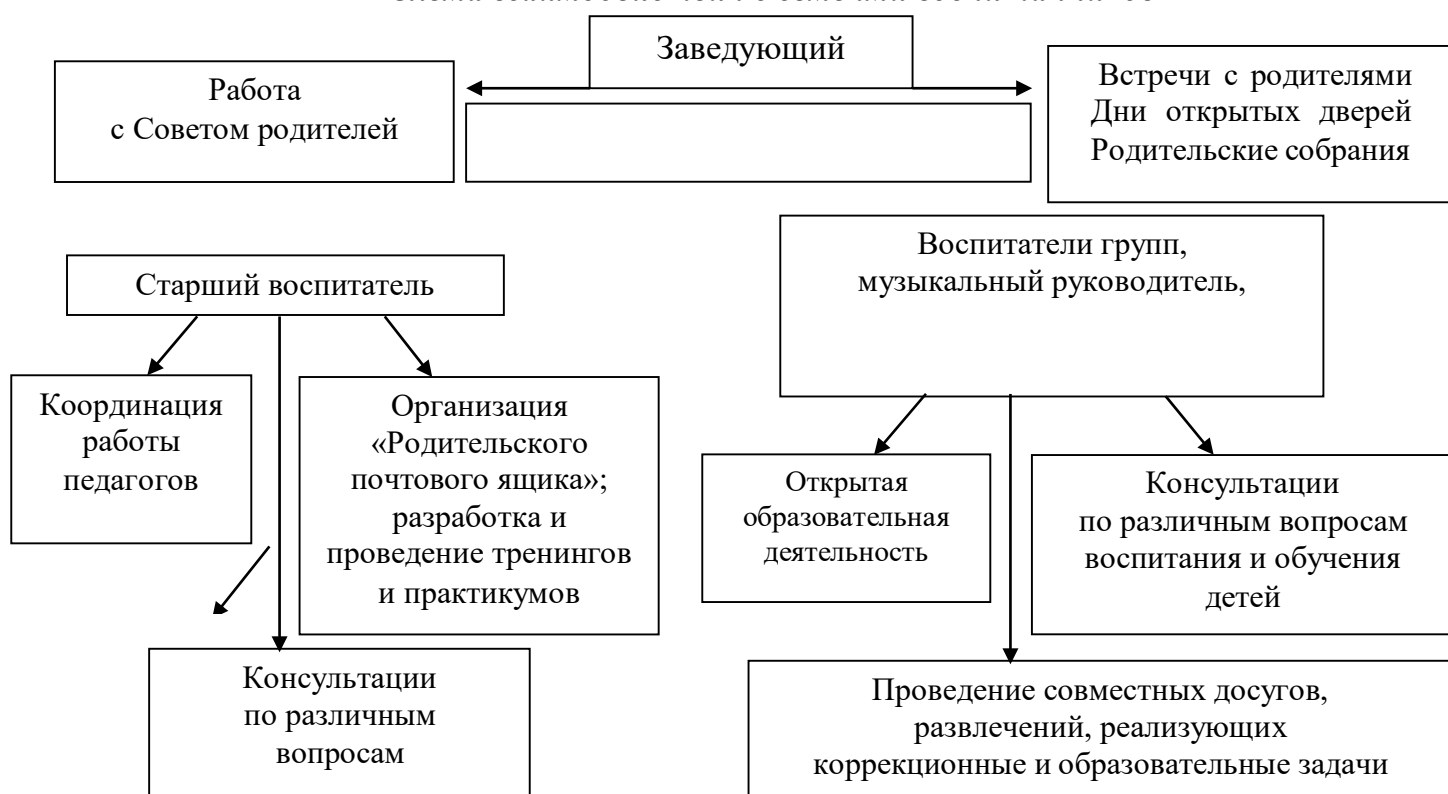 Заведующий
Работа
с Советом родителей
Встречи с родителями
Дни открытых дверей
Родительские собрания
Старший воспитатель
Воспитатели групп,
музыкальный руководитель,
Координация
работы
педагогов
Организация
«Родительского
почтового ящика»;
разработка и
проведение тренингов
и практикумов
Открытая
образовательная
деятельность
Консультации
по различным вопросам
воспитания и обучения
детей
Консультации
по различным
вопросам
Проведение совместных досугов,
развлечений, реализующих
коррекционные и образовательные задачи